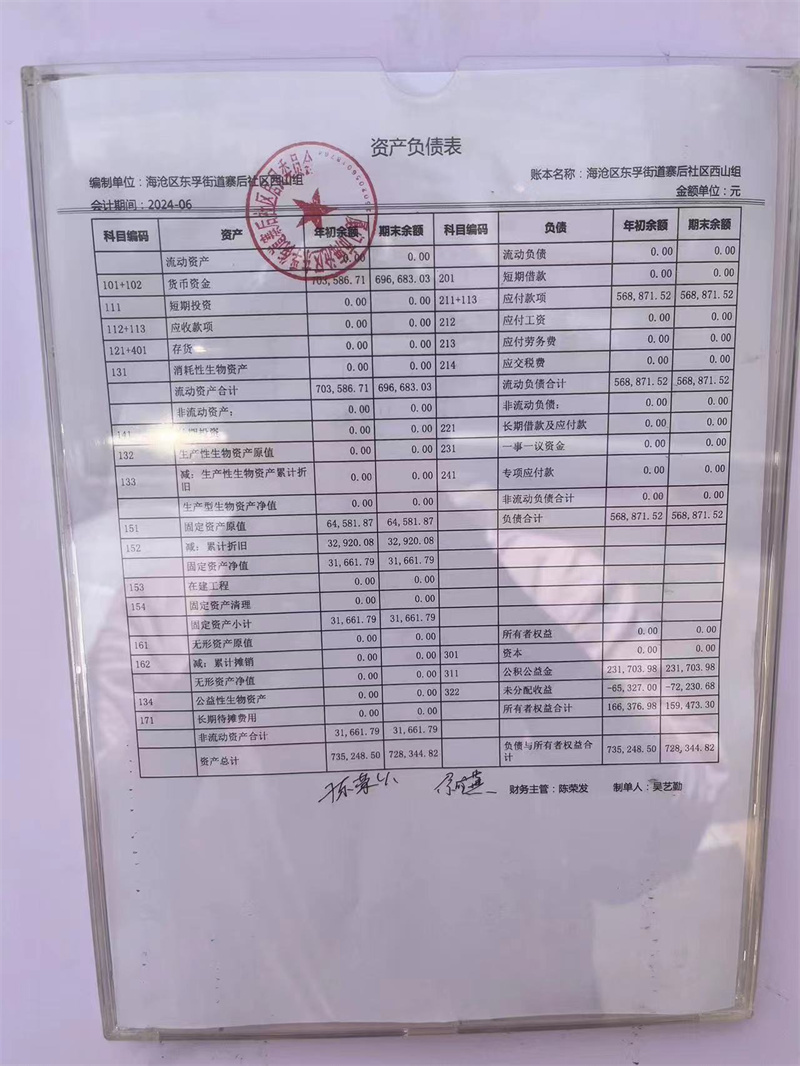 资产负债表
编制单位：海沧区东孚街道寨后社区西山组 账本名称：海沧区东孚街道寨后社区西山组
会计期间：2024-06 金额单位：元
科目编码 资产 年初余额 期末余额 科目编码 负债 年初余额 期末余额
流动资产 0.00 0.00 流动负债 0.00 0.00
101+102 货币资金 703,586.71 696,683.03 201 短期借款 0.00 0.00
111 短期投资 0.00 0.00 211+113 应付款项 568,871.52 568,871.52
112+113 应收款项 0.00 0.00 212 应付工资 0.00 0.00
121+401 存货 0.00 0.00 213 应付劳务费 0.00 0.00
131 消耗性生物资产 0.00 0.00 214 应交税费 0.00 0.00
流动资产合计 703,586.71 696,683.03 流动负债合计 568,871.52 568,871.52
非流动资产： 0.00 0.00 非流动负债： 0.00 0.00
141 期投资 0.00 0.00 221 长期借款及应付款 0.00 0.00
132 生产性生物资产原值 0.00 0.00 231 一事一议资金 0.00 0.00
133 减：生产性生物资产累计折旧 0.00 0.00 241 专项应付款 0.00 0.00
生产型生物资产净值 0.00 0.00 非流动负债合计 0.00 0.00
151 固定资产原值 64,581.87 64,581.87 负债合计 568,871.52 568,871.52
152 减：累计折旧 32,920.08 32,920.08
固定资产净值 31,661.79 31,661.79
153 在建工程 0.00 0.00
154 固定资产清理 0.00 0.00
固定资产小计 31,661.79 31,661.79
161 无形资产原值 0.00 0.00 所有者权益 0.00 0.00
162 减：累计摊销 0.00 0.00 301 资本 0.00 0.00
无形资产净值 0.00 0.00 311 公积公益金 231,703.98 231,703.98
134 公益性生物资产 0.00 0.00 322 未分配收益 -65,327.00 -72,230.68
171 长期待摊费用 0.00 0.00 所有者权益合计 166,376.98 159,473.30
非流动资产合计 31,661.79 31,661.79
资产总计 735,248.50 728,344.82 负债与所有者权益合计 735,248.50 728,344.82
财务主管：陈荣发 制单人：吴艺勤